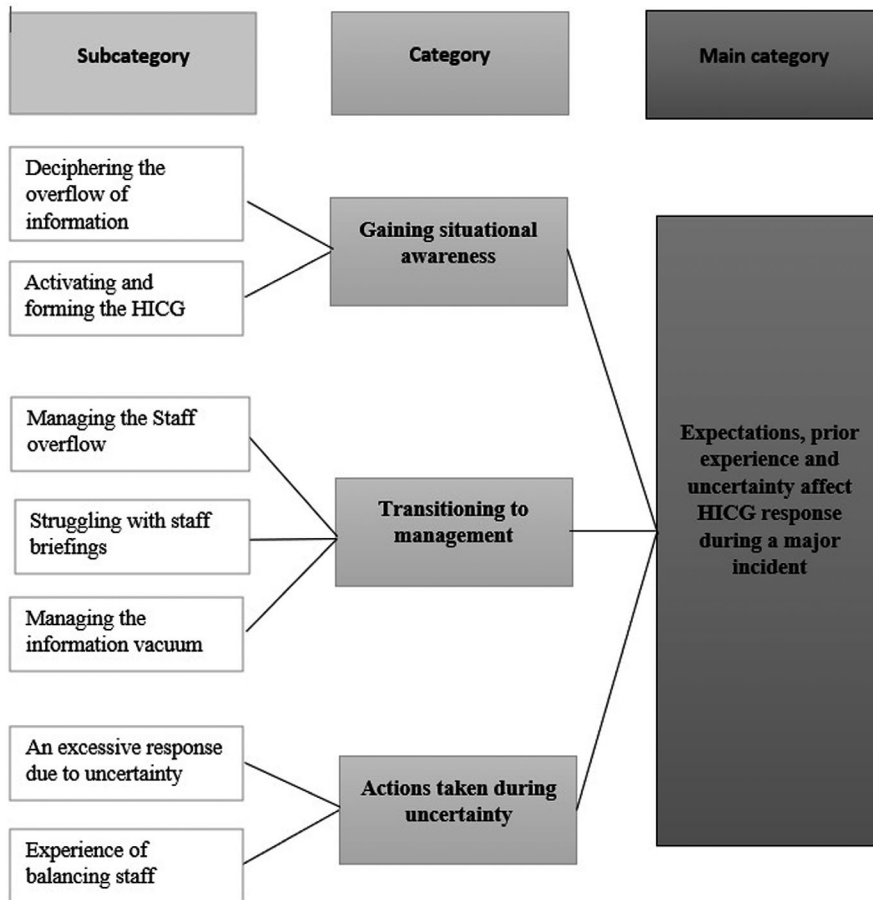 Subcategory
Category
Main category
Deciphering the
overflow of
information
Activating and
forming the HICG
Gaining situational
awareness
Managing the Staff
overflow
Struggling with staff
briefings
Managing the
information vacuum
Transitioning to
management
An excessive response
due to uncertainty
Experience of
balancing staff
Actions taken during
uncertainty
Expectations, prior
experience and
uncertainty affect
HICG response
during a major
incident